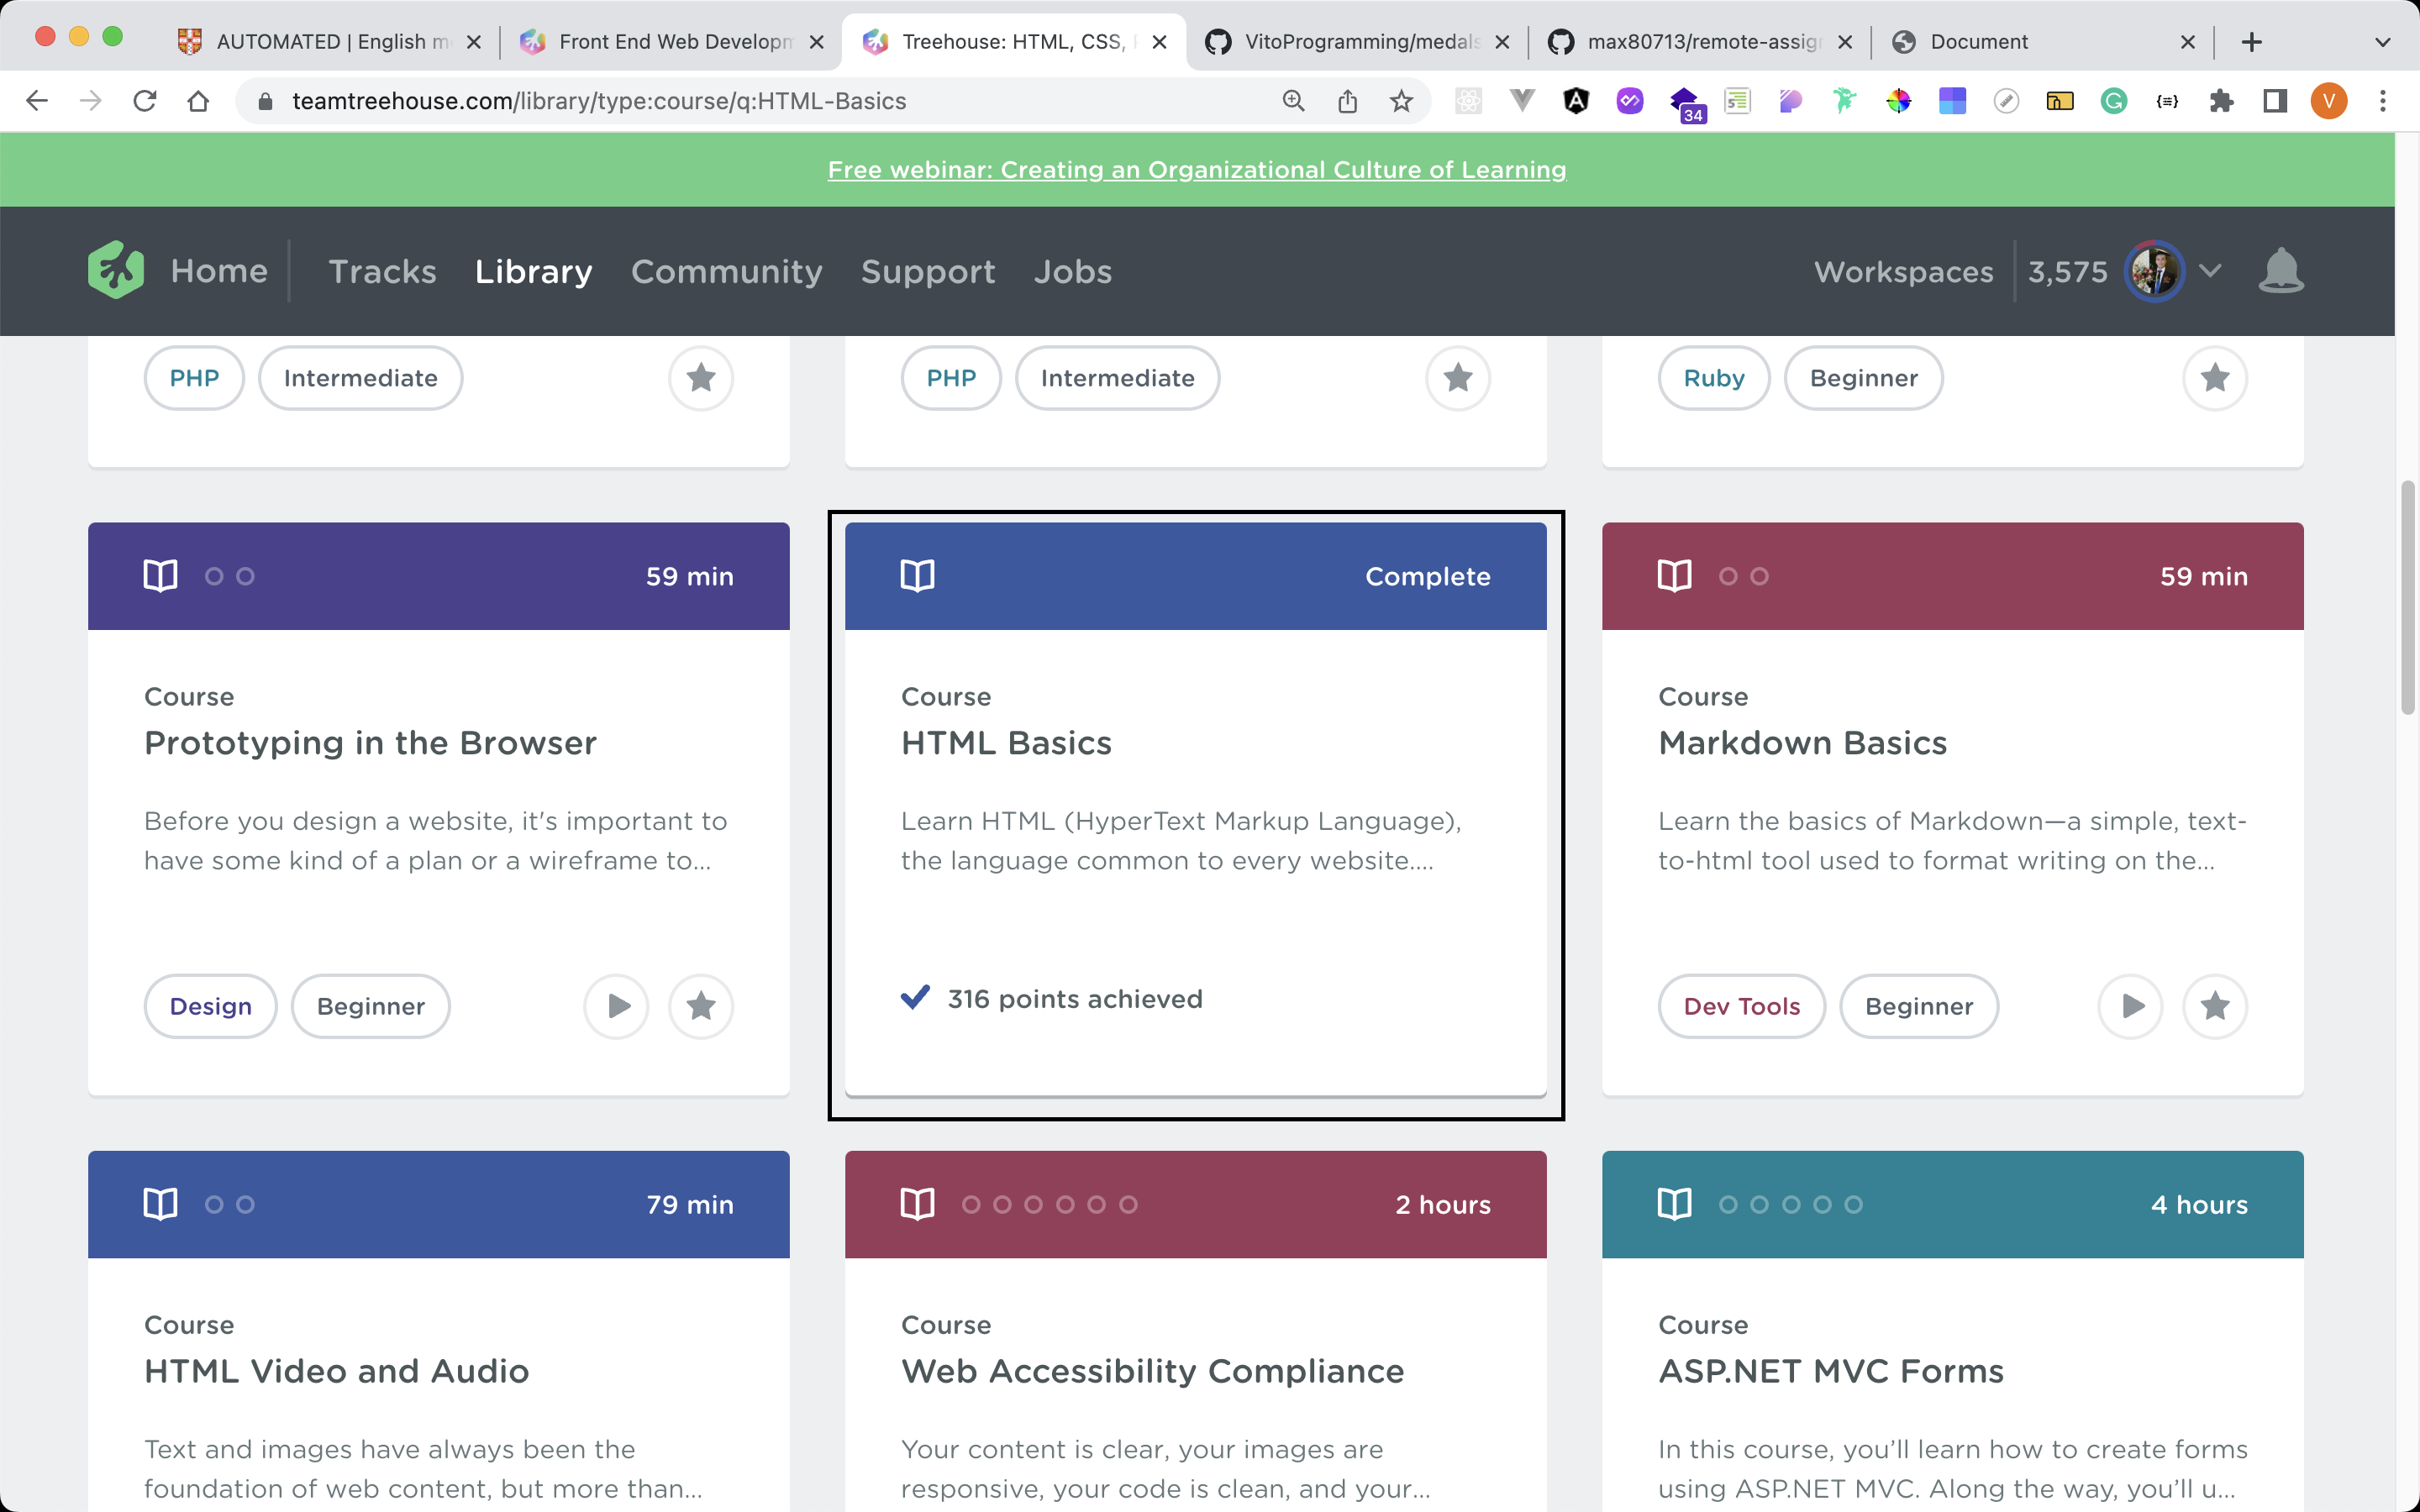 AUTOMATED | English m
Front End Web Developm
Treehouse: HTML, CSS,
VitoProgramming/medals
max80713/remote-assig
Document
teamtreehouse.com/library/type:course/q:HTML-Basics
34
V
Free webinar: Creating an Organizational Culture of Learning
Home
Tracks
Library
Community
Support
Jobs
Workspaces
3,575
PHP
Intermediate
PHP
Intermediate
Ruby
Beginner
59 min
Course
Prototyping in the Browser
Before you design a website, it's important to
have some kind of a plan or a wireframe to...
Design
Beginner
Complete
Course
HTML Basics
Learn HTML (HyperText Markup Language),
the language common to every website....
316 points achieved
59 min
Course
Markdown Basics
Learn the basics of Markdown—a simple, text-
to-html tool used to format writing on the...
Dev Tools
Beginner
79 min
Course
HTML Video and Audio
Text and images have always been the
foundation of web content, but more than...
2 hours
Course
Web Accessibility Compliance
Your content is clear, your images are
responsive, your code is clean, and your...
4 hours
Course
ASP.NET MVC Forms
In this course, you’ll learn how to create forms
using ASP.NET MVC. Along the way, you’ll u...